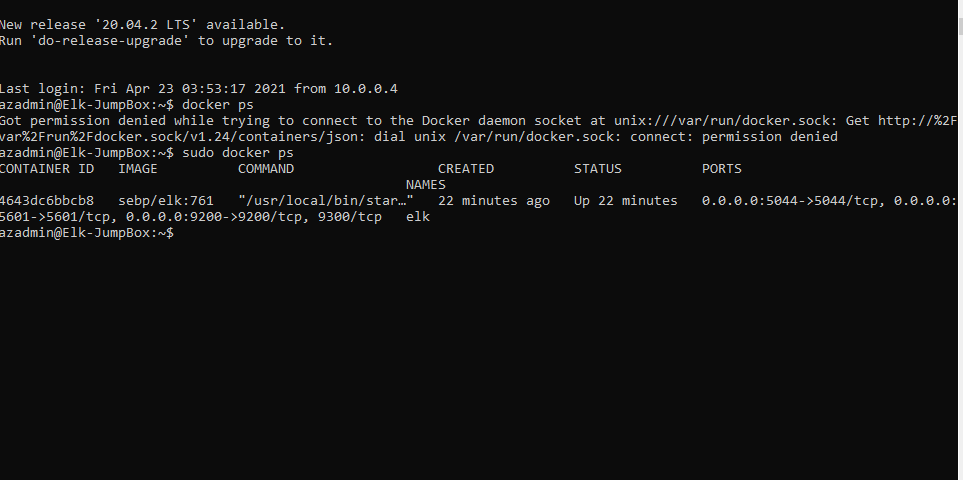 New release '20.04.2 LTS' available.
Run 'do-release-upgrade' to upgrade to it.
Last login: Fri Apr 23 03:53:17 2021 from 10.0.0.4
azadmin@Elk-JumpBox:~$ docker ps
Got permission denied while trying to connect to the Docker daemon socket at unix:///var/run/docker.sock: Get http://%2F
var%2Frun%2Fdocker.sock/v1.24/containers/json: dial unix /var/run/docker.sock: connect: permission denied
azadmin@Elk-JumpBox:~$ sudo docker ps
CONTAINER ID   IMAGE          COMMAND                  CREATED          STATUS          PORTS
NAMES
4643dc6bbcb8   sebp/elk:761   "/usr/local/bin/star…"   22 minutes ago   Up 22 minutes   0.0.0.0:5044->5044/tcp, 0.0.0.0:
5601->5601/tcp, 0.0.0.0:9200->9200/tcp, 9300/tcp   elk
azadmin@Elk-JumpBox:~$